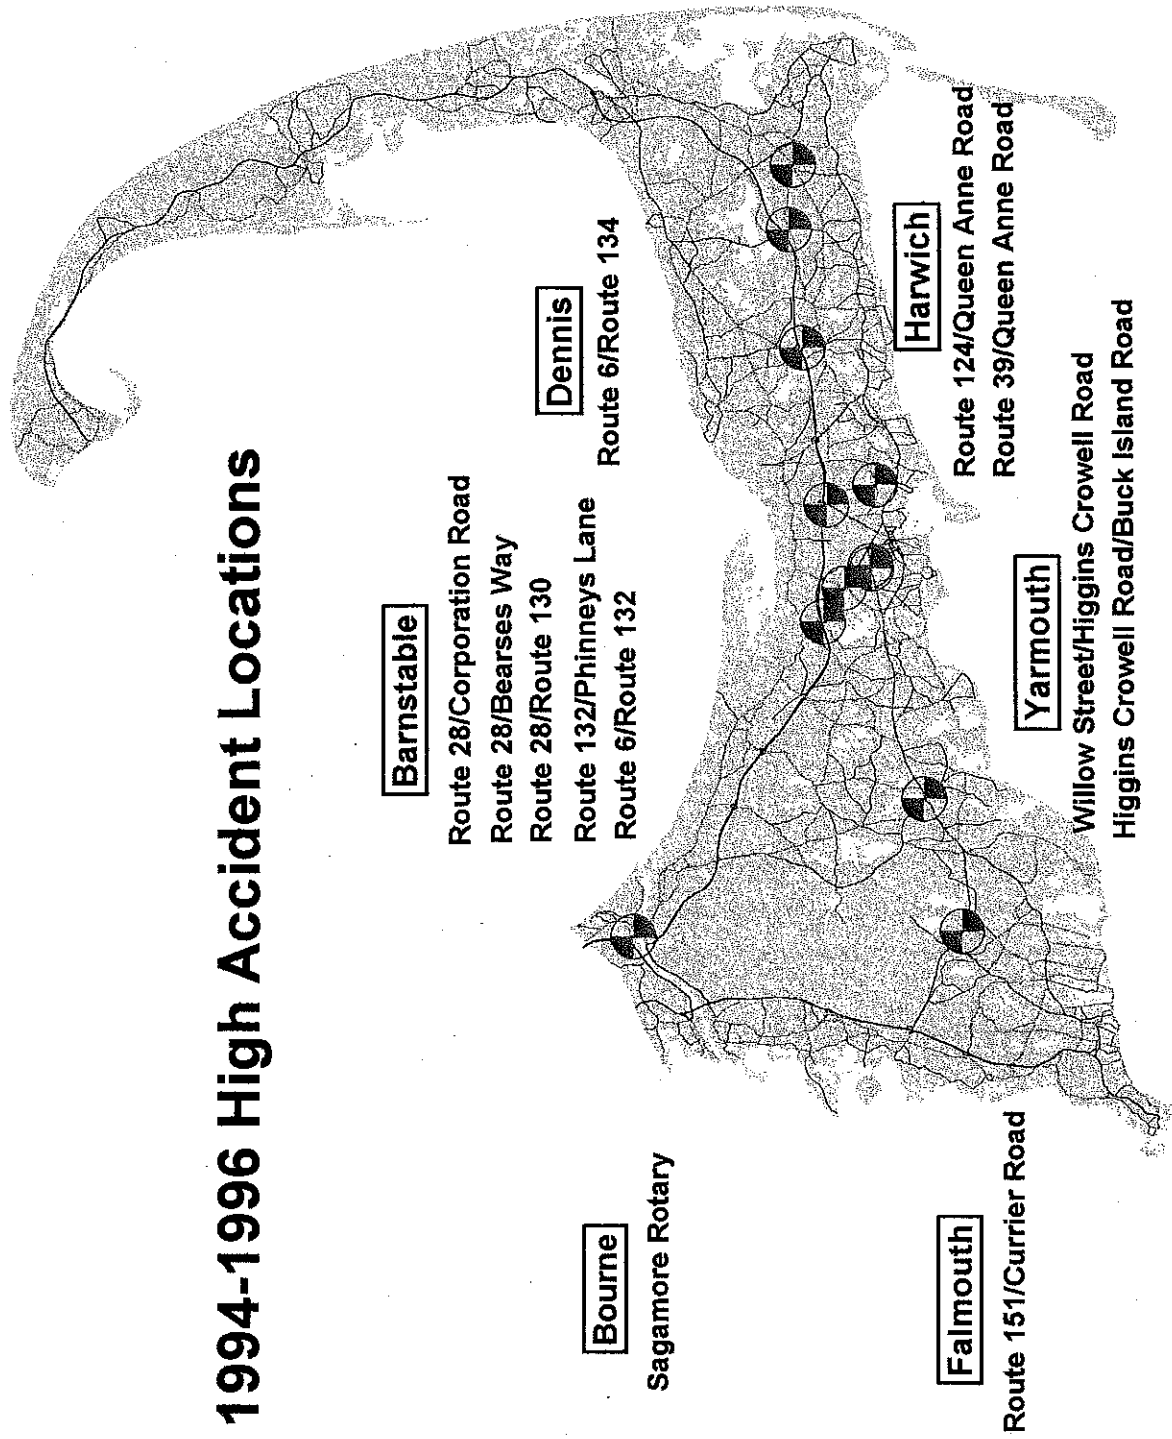 1994-1996 High Accident Locations
Barnstable
Route 28/Corporation Road
Route 28/Bearses Way
Route 28/Route 130
Route 132/Phinneys Lane
Route 6/Route 132
Dennis
Route 6/Route 134
Bourne
Sagamore Rotary
Harwich
Route 124/Queen Anne Road
Route 39/Queen Anne Road
Yarmouth
Willow Street/Higgins Crowell Road
Higgins Crowell Road/Buck Island Road
Falmouth
Route 151/Currier Road